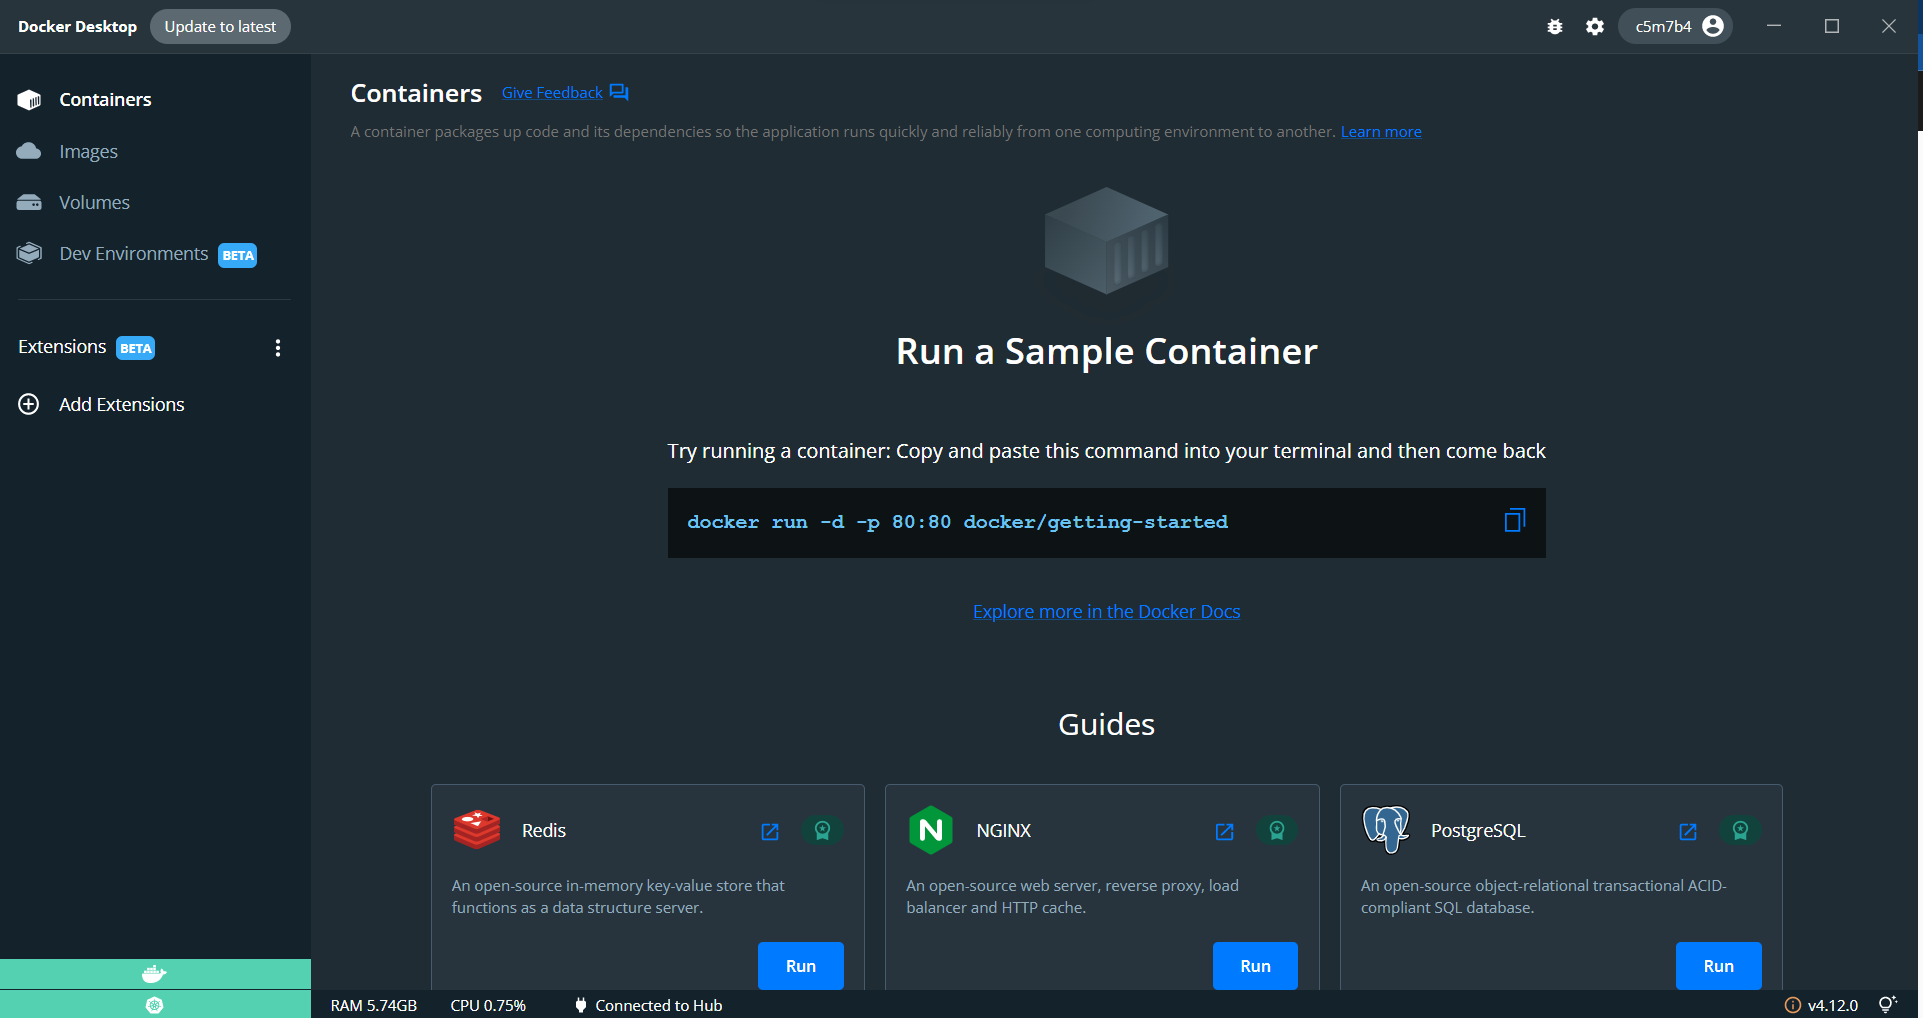 Docker Desktop
Update to latest
c5m7b4
Containers
Images
Volumes
Dev Environments BETA
Extensions BETA
Add Extensions
Containers
Give Feedback
A container packages up code and its dependencies so the application runs quickly and reliably from one computing environment to another. Learn more
Run a Sample Container
Try running a container: Copy and paste this command into your terminal and then come back
docker run -d -p 80:80 docker/getting-started
Explore more in the Docker Docs
Guides
Redis
An open-source in-memory key-value store that
functions as a data structure server.
Run
N
NGINX
An open-source web server, reverse proxy, load
balancer and HTTP cache.
Run
PostgreSQL
An open-source object-relational transactional ACID-
compliant SQL database.
Run
RAM 5.74GB
CPU 0.75%
Connected to Hub
v4.12.0